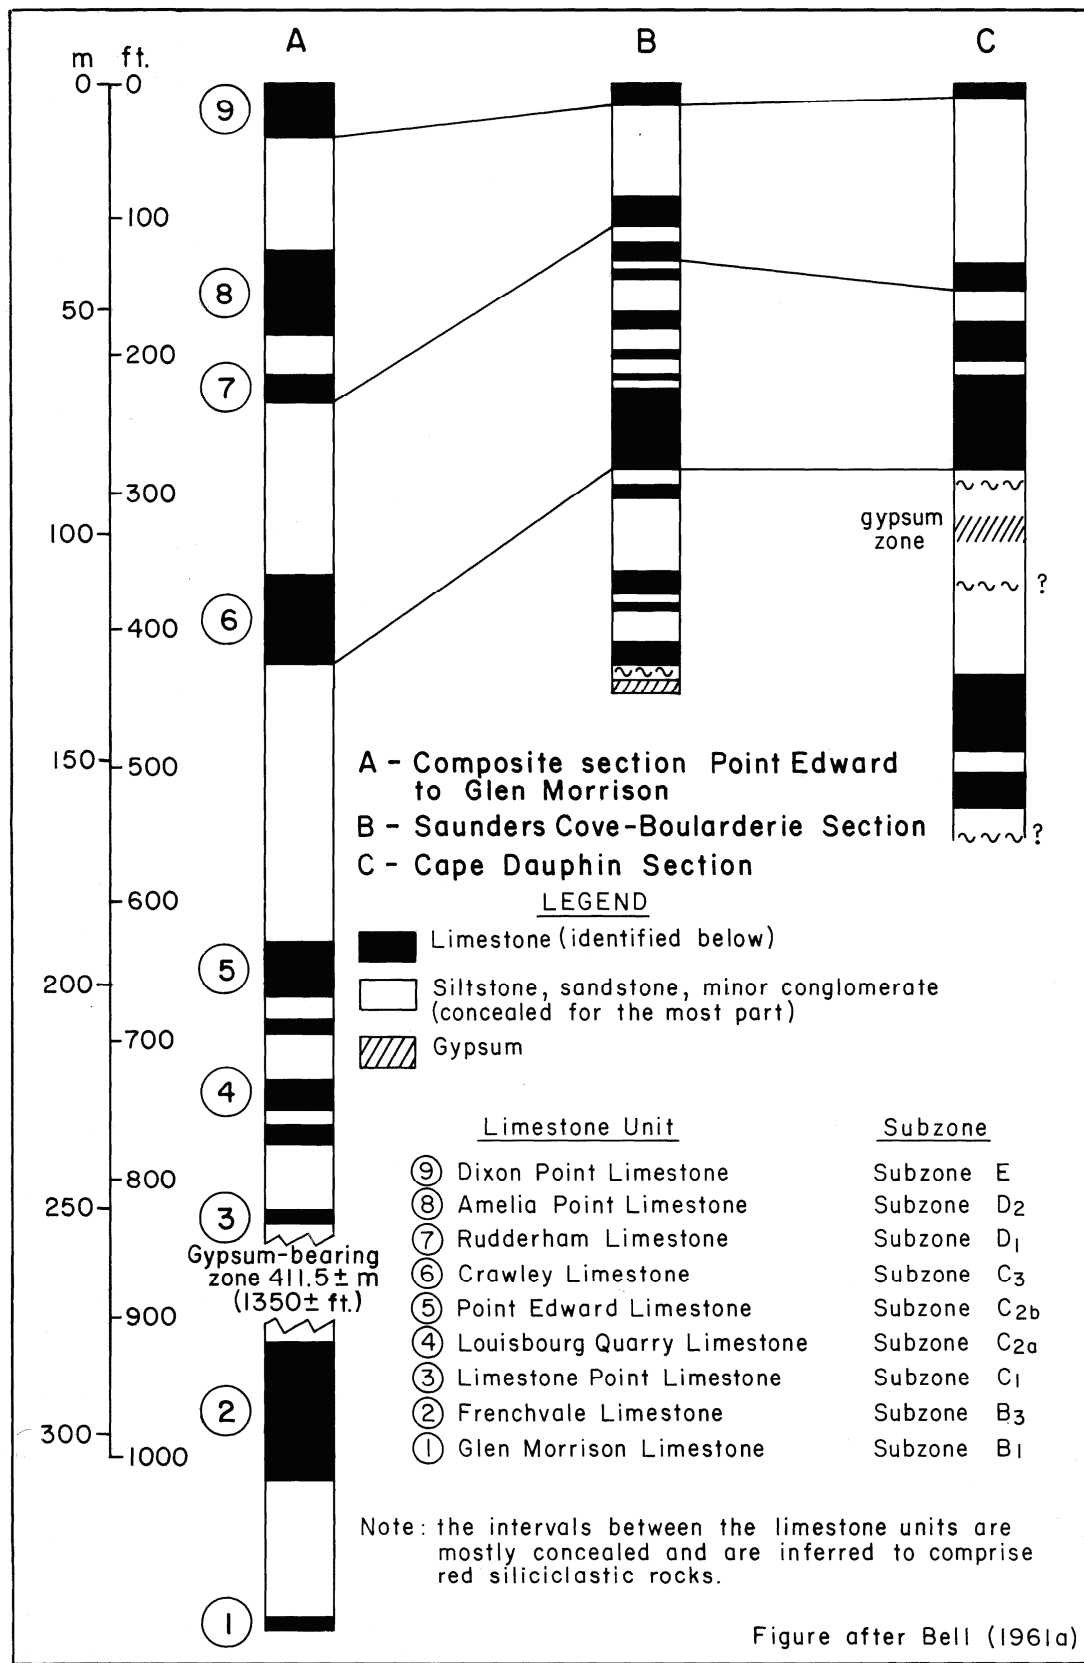 A B C
m ft.
0 0
9
100
8
50
200
7
300
100
gypsum
zone
?
6
400
150 500
A - Composite section Point Edward
to Glen Morrison
B - Saunders Cove-Boularderie Section
?
C - Cape Dauphin Section
600
LEGEND
Limestone (identified below)
5
200
Siltstone, sandstone, minor conglomerate
(concealed for the most part)
700
Gypsum
4
800
250
3
Gypsum-bearing
zone 411.5± m
(1350± ft.)
900
2
300
1000
1
Limestone Unit Subzone
9 Dixon Point Limestone Subzone E
8 Amelia Point Limestone Subzone D2
7 Rudderham Limestone Subzone D1
6 Crawley Limestone Subzone C3
5 Point Edward Limestone Subzone C2b
4 Louisbourg Quarry Limestone Subzone C2a
3 Limestone Point Limestone Subzone C1
2 Frenchvale Limestone Subzone B3
1 Glen Morrison Limestone Subzone B1
Note: the intervals between the limestone units are
mostly concealed and are inferred to comprise
red siliciclastic rocks.
Figure after Bell (1961a)